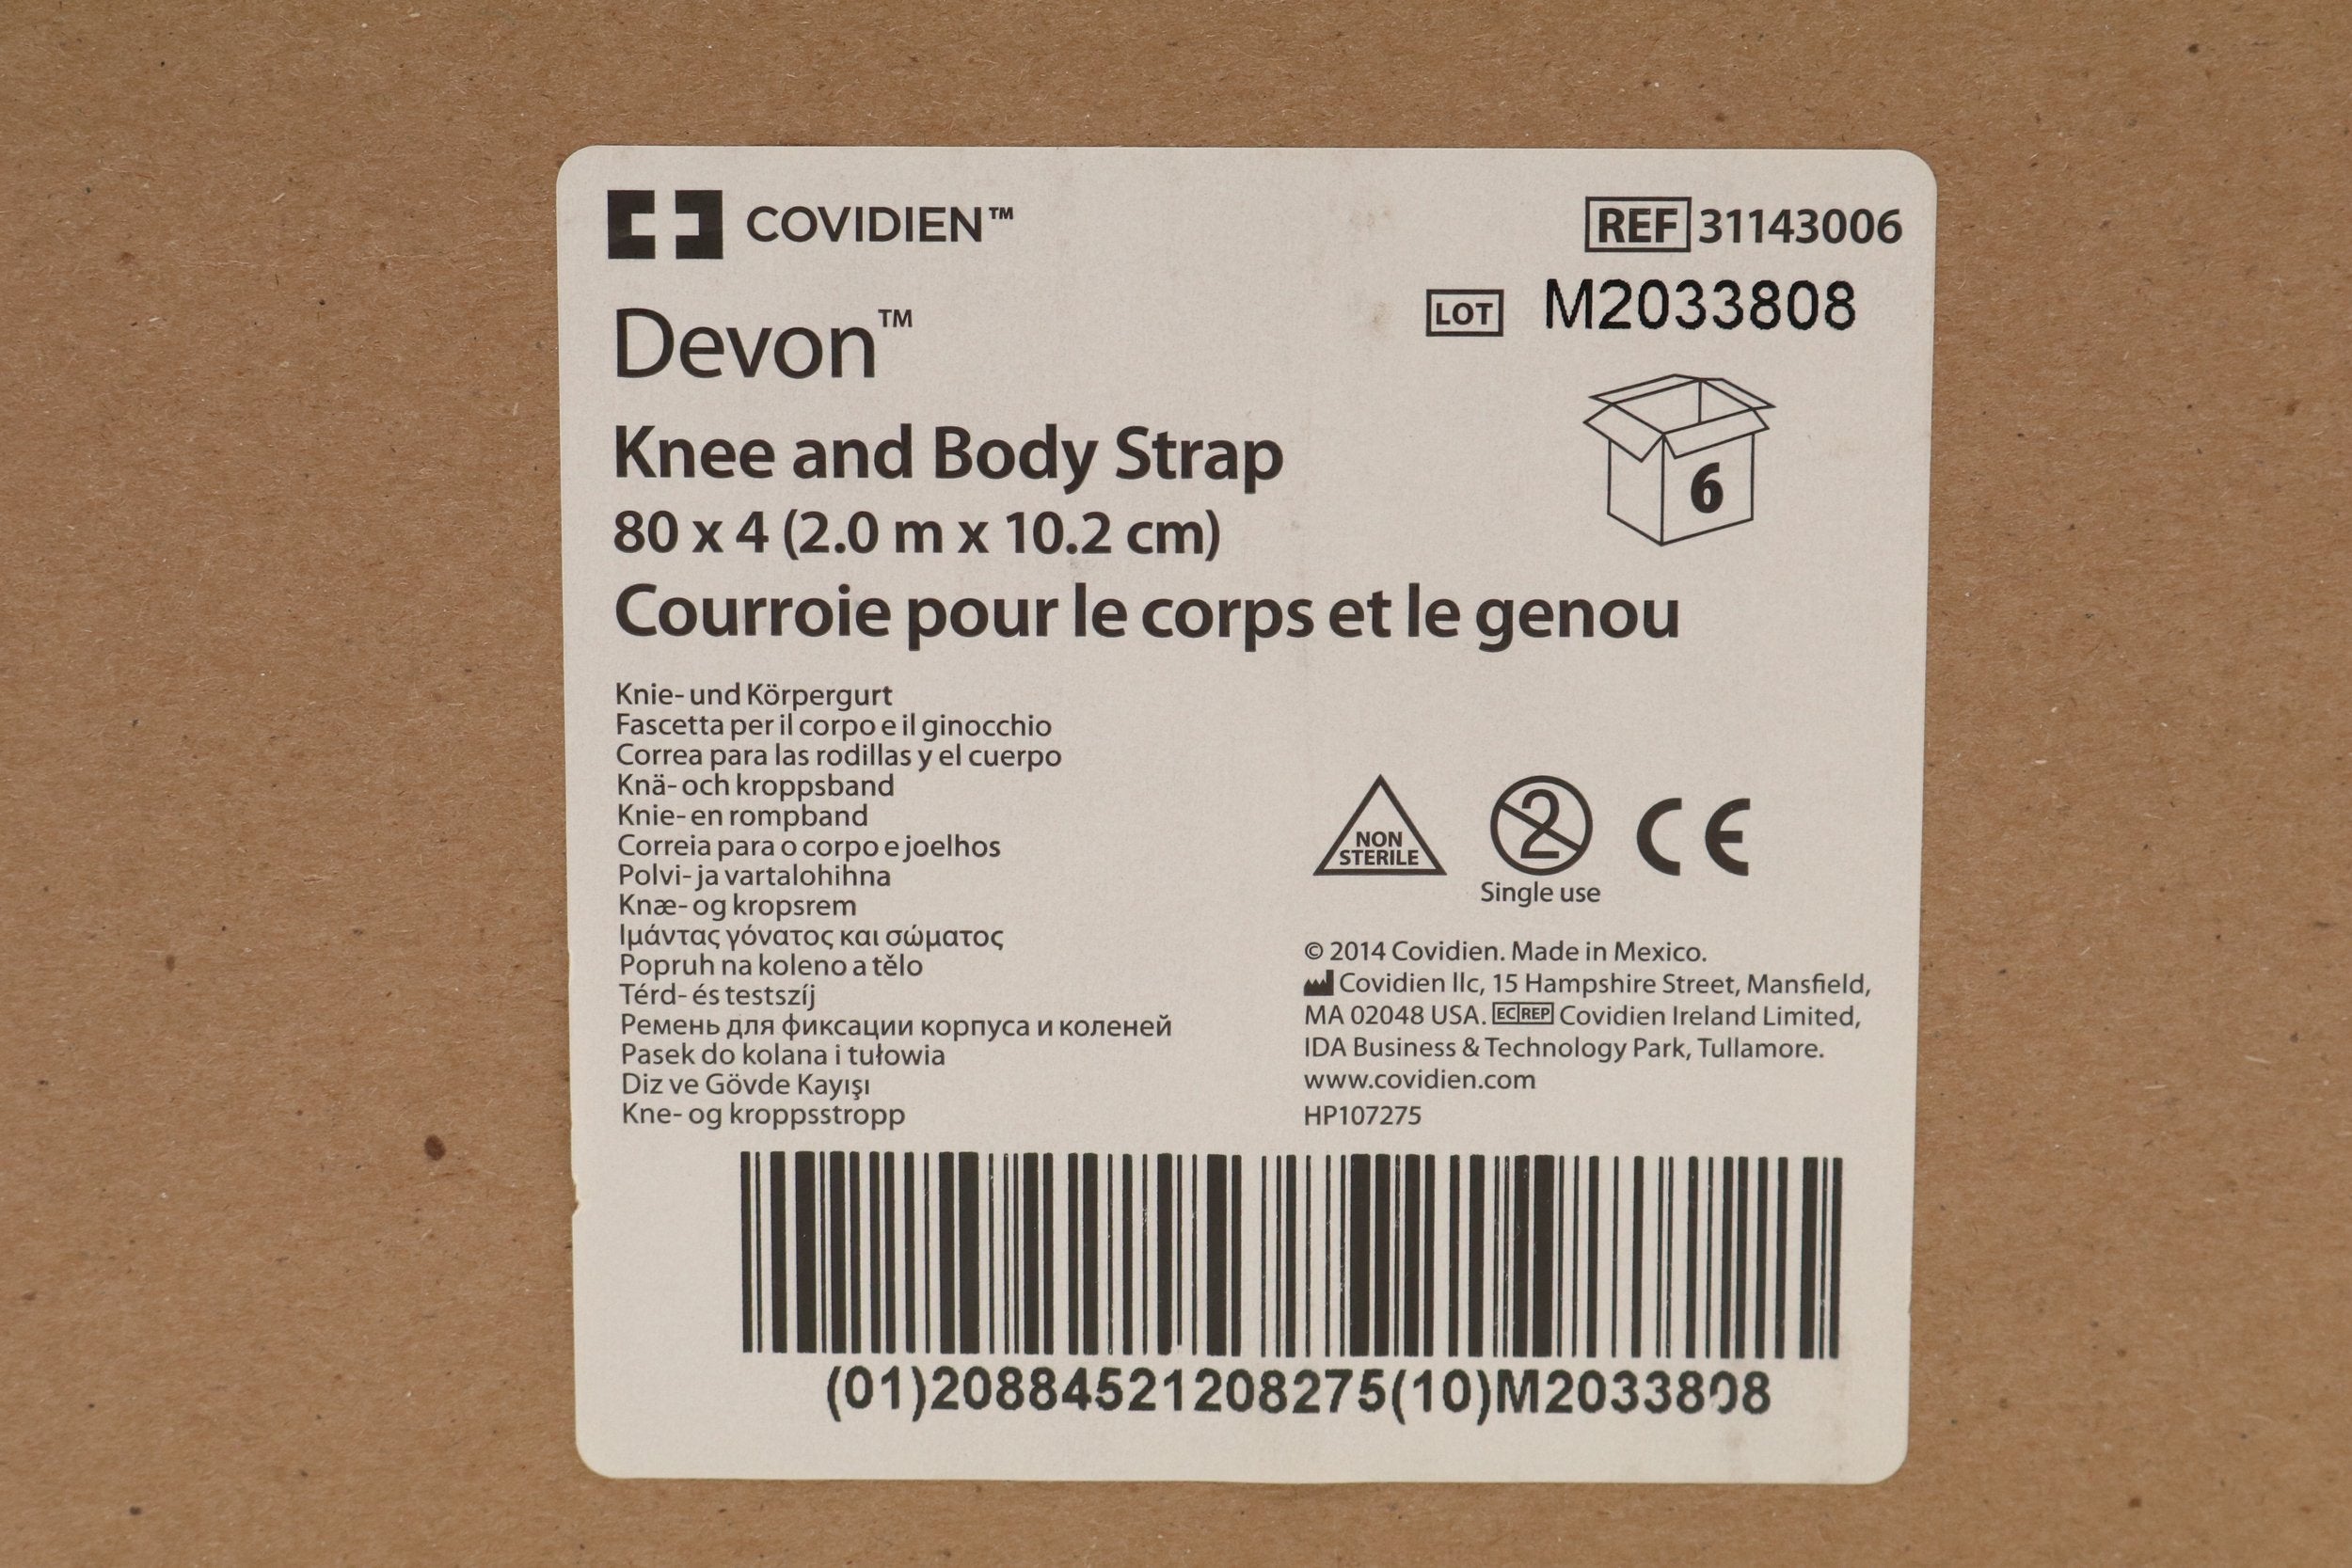 COVIDIEN™
REF 31143006
LOT M2033808
Devon™
6
Knee and Body Strap
80 x 4 (2.0 m x 10.2 cm)
Courroie pour le corps et le genou
Knie- und Körpergurt
Fascetta per il corpo e il ginocchio
Correa para las rodillas y el cuerpo
Knä- och kroppsband
Knie- en rompband
Correia para o corpo e joelhos
Polvi- ja vartalohihna
Knæ- og kropsrem
Ιμάντας γόνατος και σώματος
Popruh na koleno a tělo
Térd- és testszíj
Ремень для фиксации корпуса и коленей
Pasek do kolana i tułowia
Diz ve Gövde Kayışı
Kne- og kroppsstropp
NON
STERILE
2
Single use
CE
© 2014 Covidien. Made in Mexico.
Covidien llc, 15 Hampshire Street, Mansfield,
MA 02048 USA. EC REP Covidien Ireland Limited,
IDA Business & Technology Park, Tullamore.
www.covidien.com
HP107275
(01)20884521208275(10)M2033808